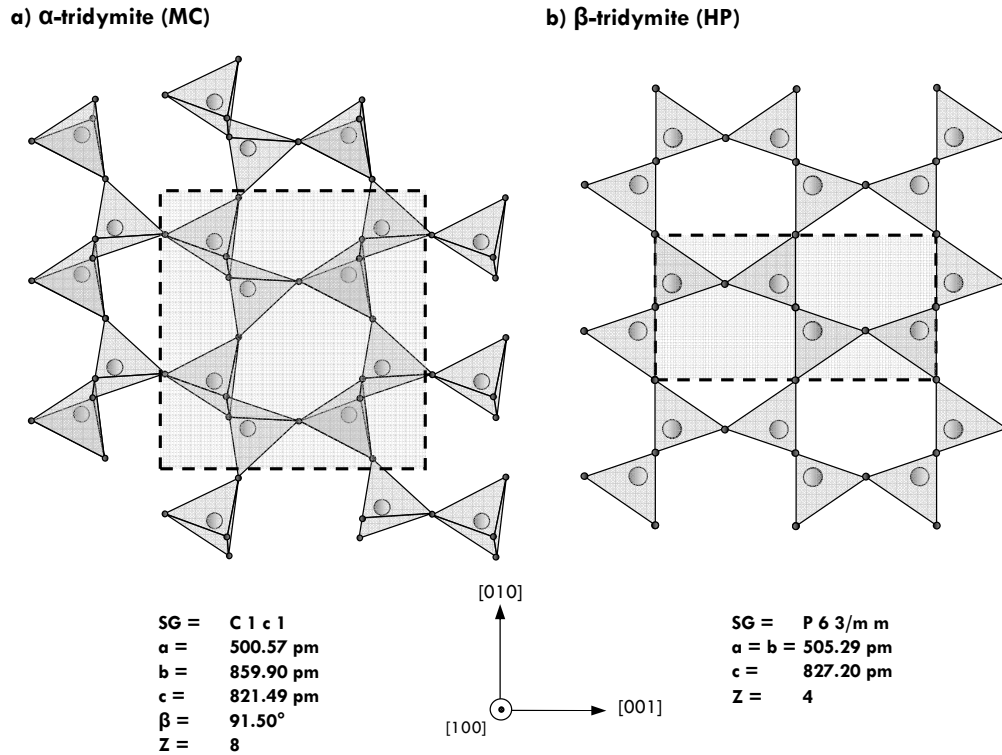 a) α-tridymite (MC)
b) β-tridymite (HP)
[010]
[001]
[100]
SG = C 1 c 1
a = 500.57 pm
b = 859.90 pm
c = 821.49 pm
β = 91.50°
Z = 8
SG = P 6 3/m m
a = b = 505.29 pm
c = 827.20 pm
Z = 4